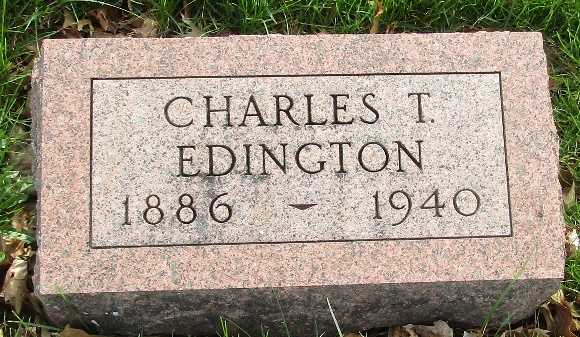 CHARLES T.
EDINGTON
1886 - 1940